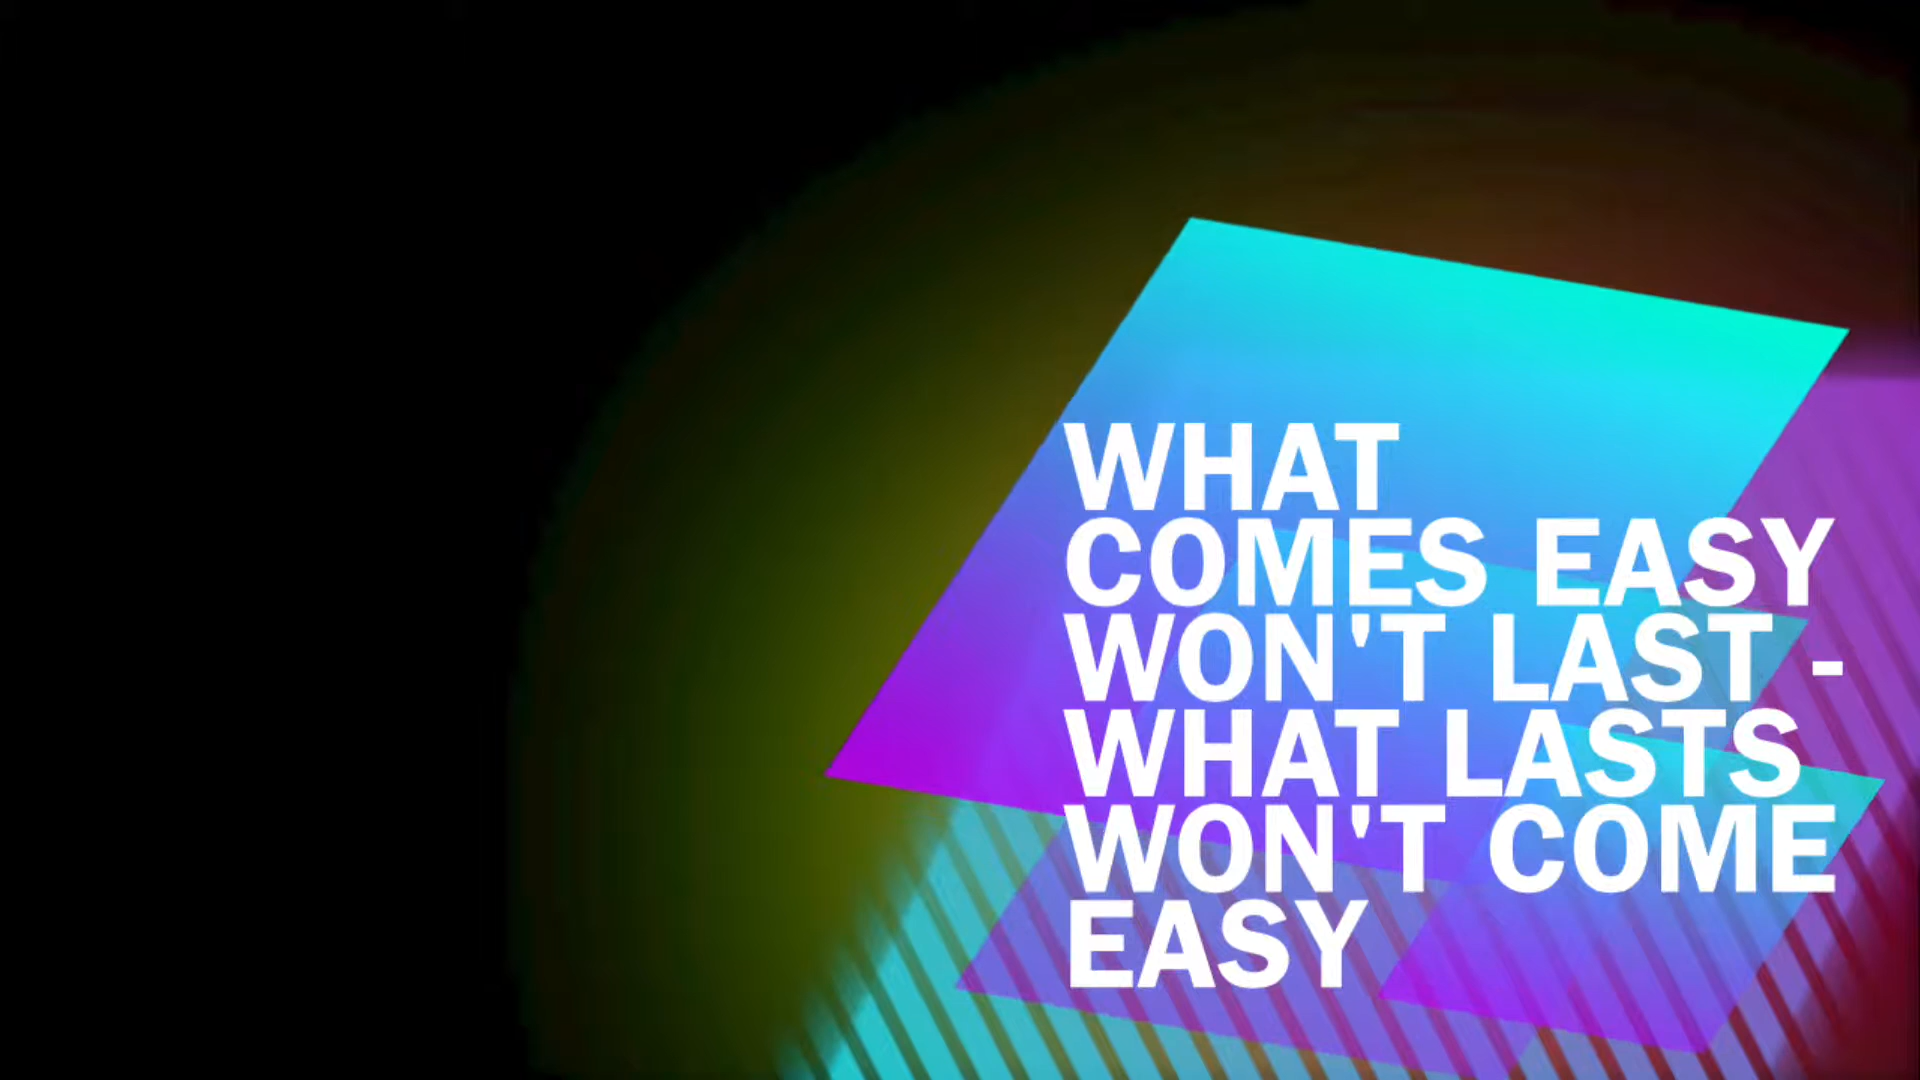 WHAT
COMES EASY
WON'T LAST -
WHAT LASTS
WON'T COME
EASY